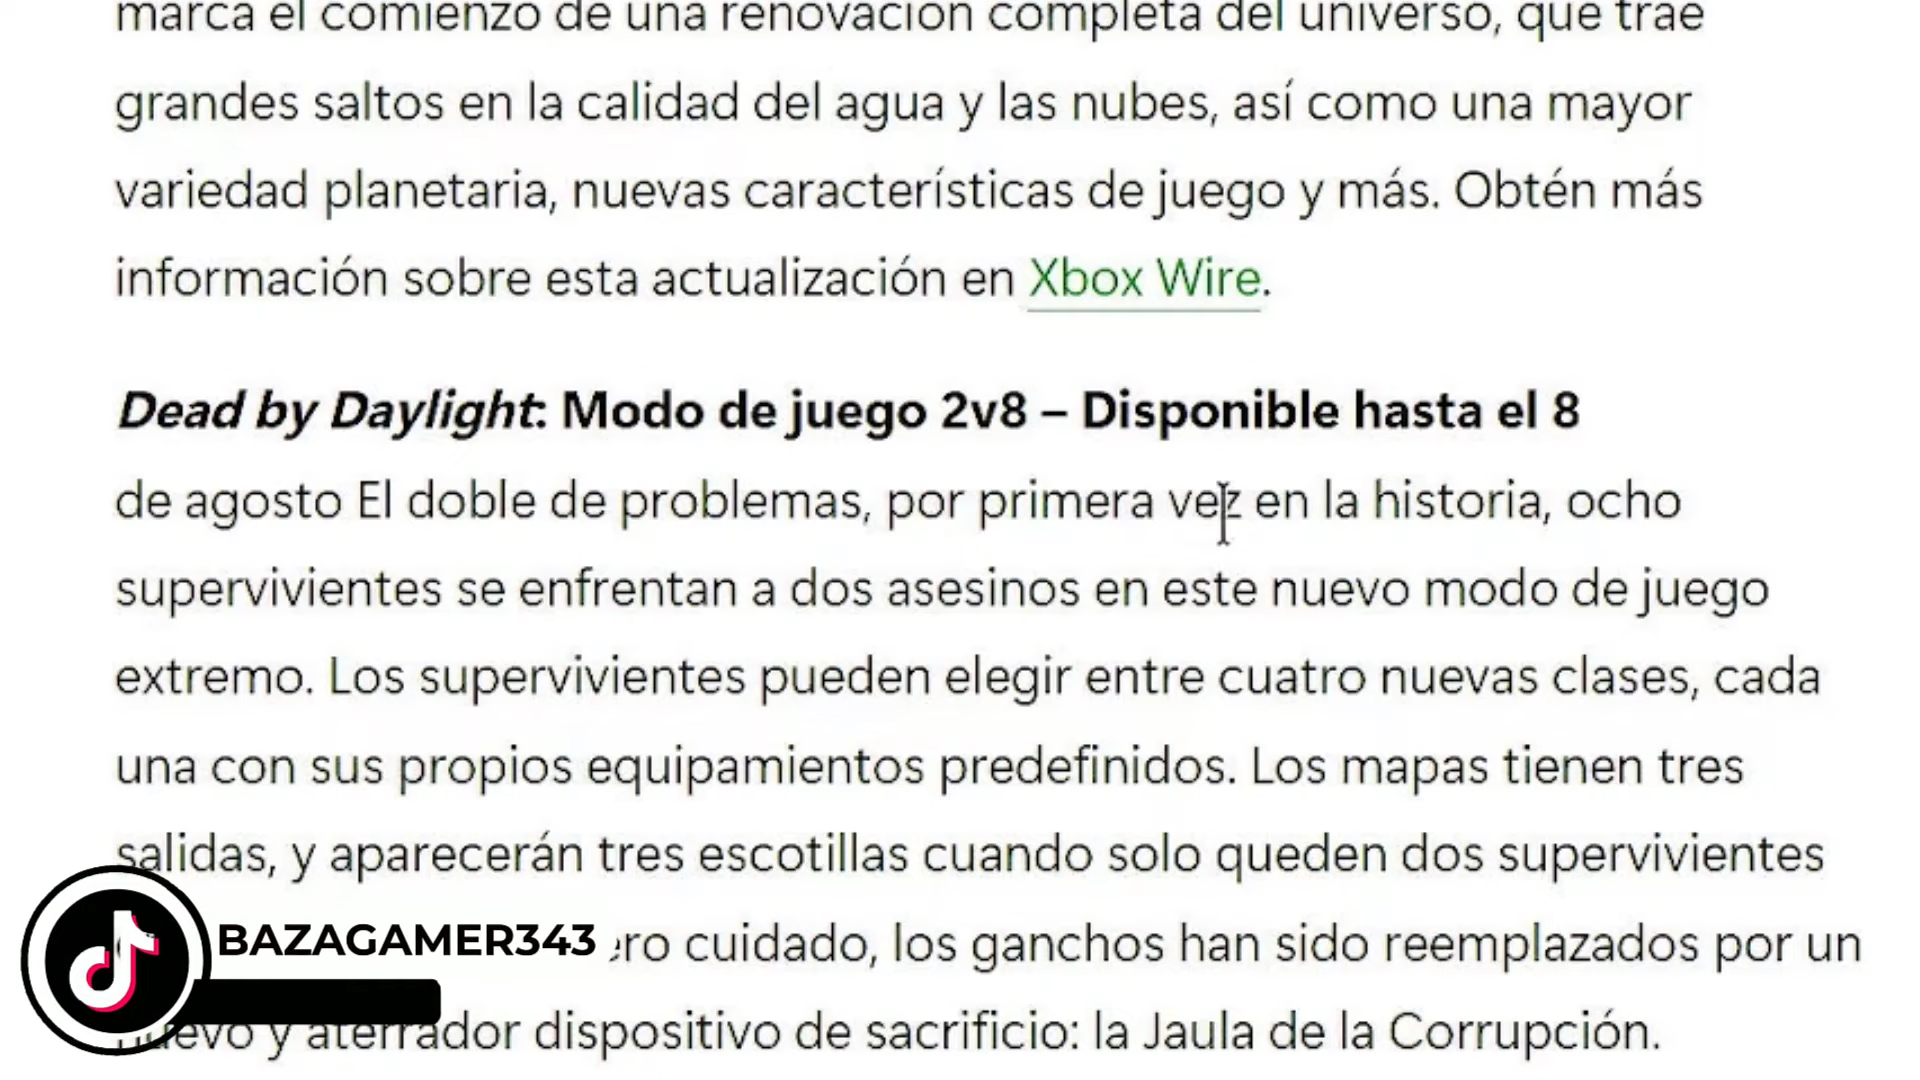 marca el comienzo de una renovación completa del universo, que trae
grandes saltos en la calidad del agua y las nubes, así como una mayor
variedad planetaria, nuevas características de juego y más. Obtén más
información sobre esta actualización en Xbox Wire.
Dead by Daylight: Modo de juego 2v8 – Disponible hasta el 8
de agosto El doble de problemas, por primera vez en la historia, ocho
supervivientes se enfrentan a dos asesinos en este nuevo modo de juego
extremo. Los supervivientes pueden elegir entre cuatro nuevas clases, cada
una con sus propios equipamientos predefinidos. Los mapas tienen tres
salidas, y aparecerán tres escotillas cuando solo queden dos supervivientes
BAZAGAMER343
ero cuidado, los ganchos han sido reemplazados por un
nuevo y aterrador dispositivo de sacrificio: la Jaula de la Corrupción.